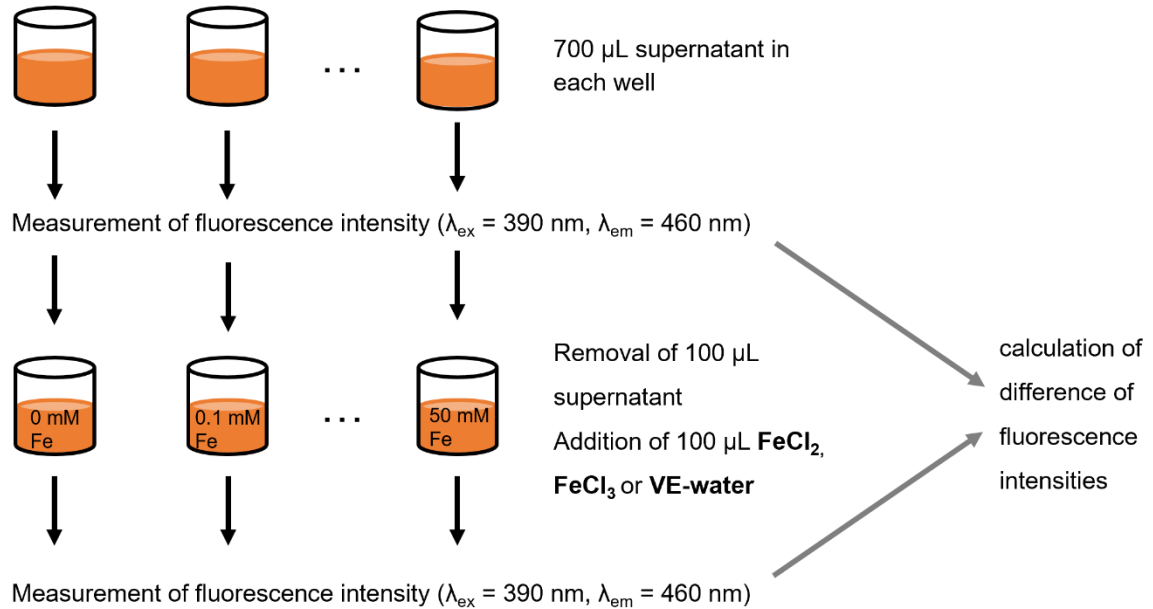 700 µL supernatant in
each well
...
Measurement of fluorescence intensity (λex = 390 nm, λem = 460 nm)
0 mM
Fe
0.1 mM
Fe
...
50 mM
Fe
Removal of 100 µL
supernatant
Addition of 100 µL FeCl2,
FeCl3 or VE-water
calculation of
difference of
fluorescence
intensities
Measurement of fluorescence intensity (λex = 390 nm, λem = 460 nm)